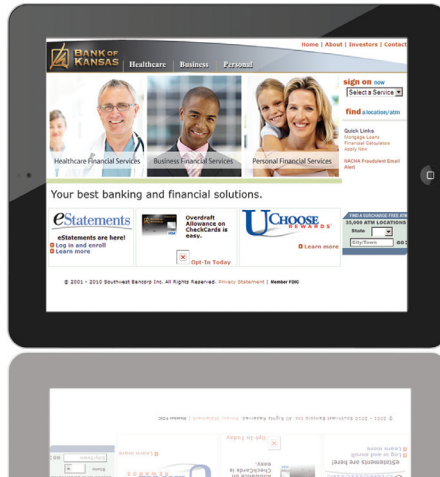 Home | About | Investors | Contact
BANK OF
KANSAS
Healthcare | Business | Personal
sign on now
Select a Service
find a location/atm
Quick Links
Mortgage Loans
Financial Calculators
Apply Now
NACHA Fraudulent Email
Alert
Healthcare Financial Services
Business Financial Services
Personal Financial Services
Your best banking and financial solutions.
eStatements
eStatements are here!
Log in and enroll
Learn more
Overdraft
Allowance on
CheckCards is
easy.
Opt-In Today
UCHOOSE
REWARDS
Learn more
FIND A SURCHARGE FREE ATM
35,000 ATM LOCATIONS
State
City/Town
GO
© 2001 - 2010 Southwest Bancorp Inc. All Rights Reserved. Privacy Statement | Member FDIC